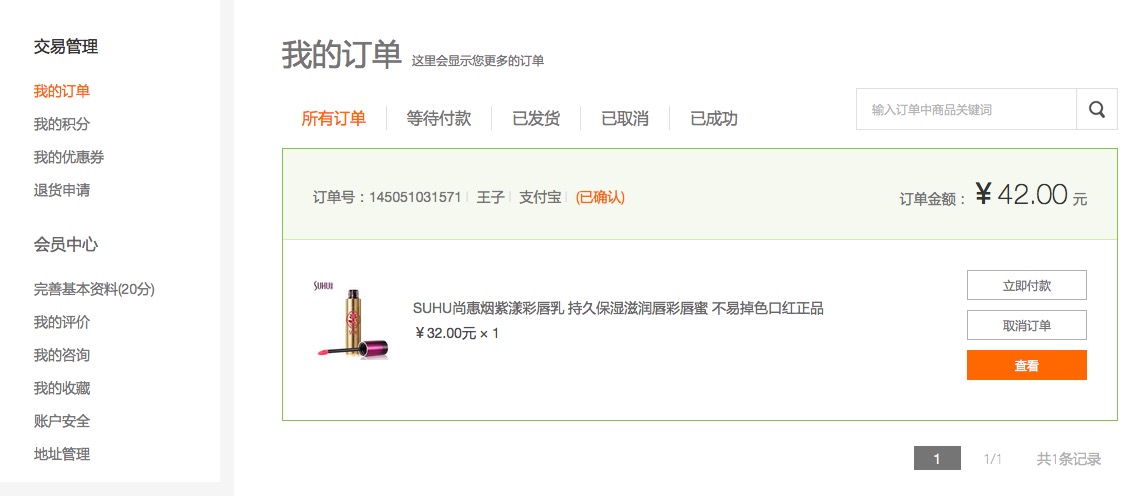 交易管理
我的订单
我的积分
我的优惠券
退货申请
会员中心
完善基本资料(20分)
我的评价
我的咨询
我的收藏
账户安全
地址管理
我的订单 这里会显示您更多的订单
所有订单 等待付款 已发货 已取消 已成功
输入订单中商品关键词
订单号：145051031571 王子 支付宝 (已确认) 订单金额：￥42.00 元
SUHU
SUHU尚惠烟紫漾彩唇乳 持久保湿滋润唇彩唇蜜 不易掉色口红正品
￥32.00元 × 1
立即付款
取消订单
查看
1 1/1 共1条记录